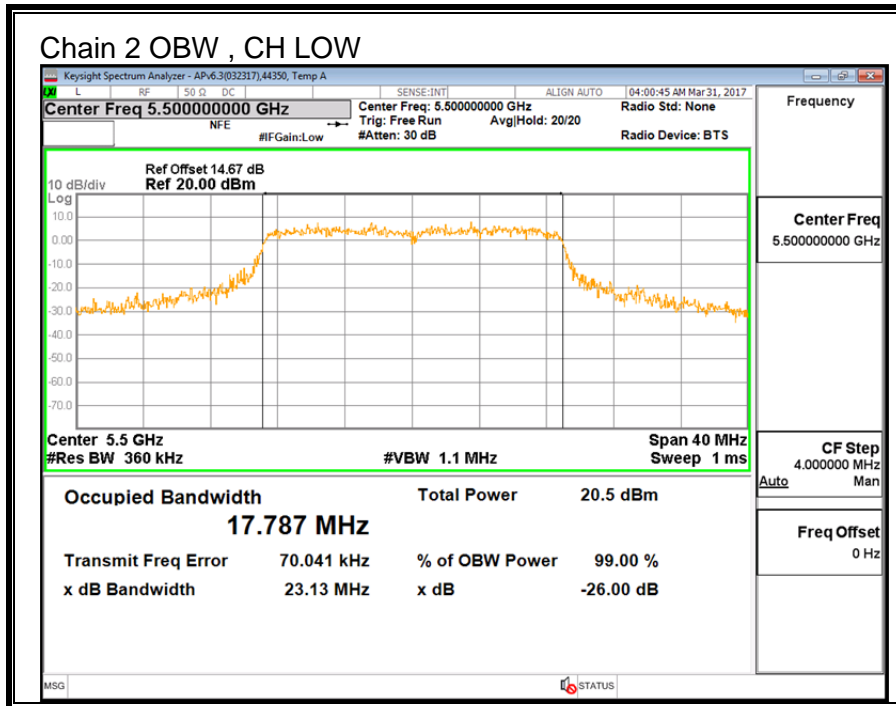 Chain 2 OBW , CH LOW
Keysight Spectrum Analyzer - APv6.3(032317),44350, Temp A
LXI L RF 50 Ω DC SENSE:INT ALIGN AUTO 04:00:45 AM Mar 31, 2017
Center Freq 5.500000000 GHz
NFE
#IFGain:Low
Center Freq: 5.500000000 GHz
Trig: Free Run Avg|Hold: 20/20
#Atten: 30 dB
Radio Std: None
Radio Device: BTS
Ref Offset 14.67 dB
10 dB/div Ref 20.00 dBm
Log
10.0
0.00
-10.0
-20.0
-30.0
-40.0
-50.0
-60.0
-70.0
Center 5.5 GHz Span 40 MHz
#Res BW 360 kHz #VBW 1.1 MHz Sweep 1 ms
Occupied Bandwidth Total Power 20.5 dBm
17.787 MHz
Transmit Freq Error 70.041 kHz % of OBW Power 99.00 %
x dB Bandwidth 23.13 MHz x dB -26.00 dB
Frequency
Center Freq
5.500000000 GHz
CF Step
4.000000 MHz
Auto Man
Freq Offset
0 Hz
MSG STATUS